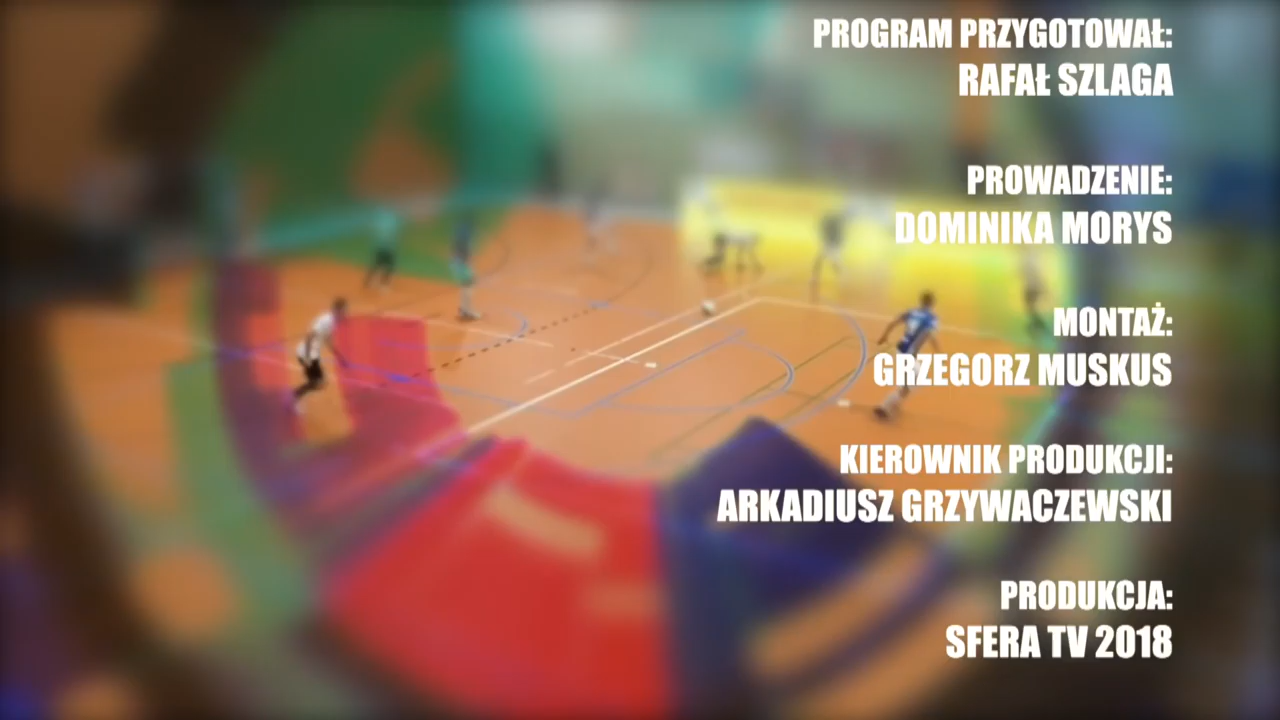 PROGRAM PRZYGOTOWAŁ:
RAFAŁ SZLAGA
PROWADZENIE:
DOMINIKA MORYS
MONTAŻ:
GRZEGORZ MUSKUS
KIEROWNIK PRODUKCJI:
ARKADIUSZ GRZYWACZEWSKI
PRODUKCJA:
SFERA TV 2018